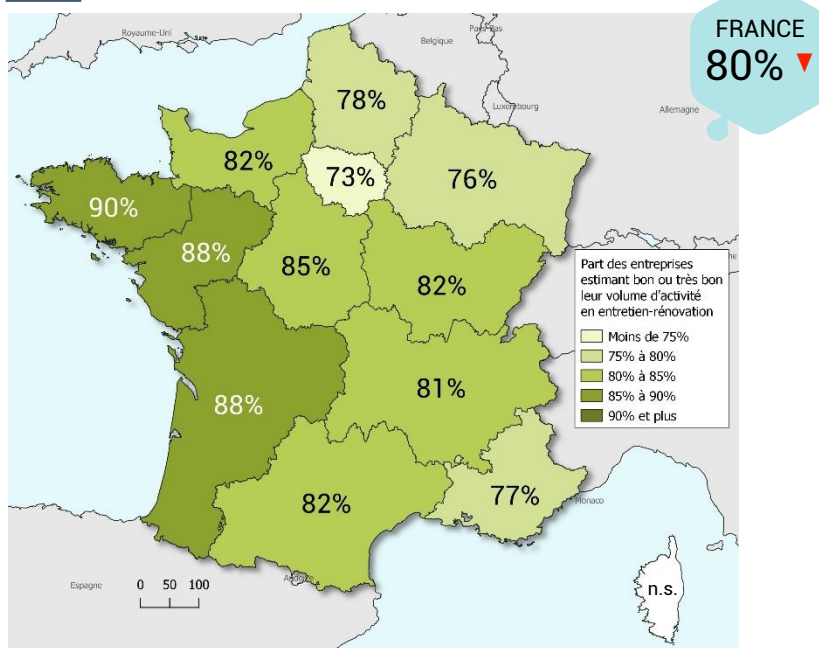 FRANCE
80%
Royaume-Uni
Belgique
Pays-Bas
Luxembourg
Allemagne
78%
82%
73%
76%
90%
88%
85%
82%
Part des entreprises
estimant bon ou très bon
leur volume d'activité
en entretien-rénovation
Moins de 75%
75% à 80%
80% à 85%
85% à 90%
90% et plus
88%
81%
82%
77%
Monaco
Espagne
0 50 100
Andorre
n.s.